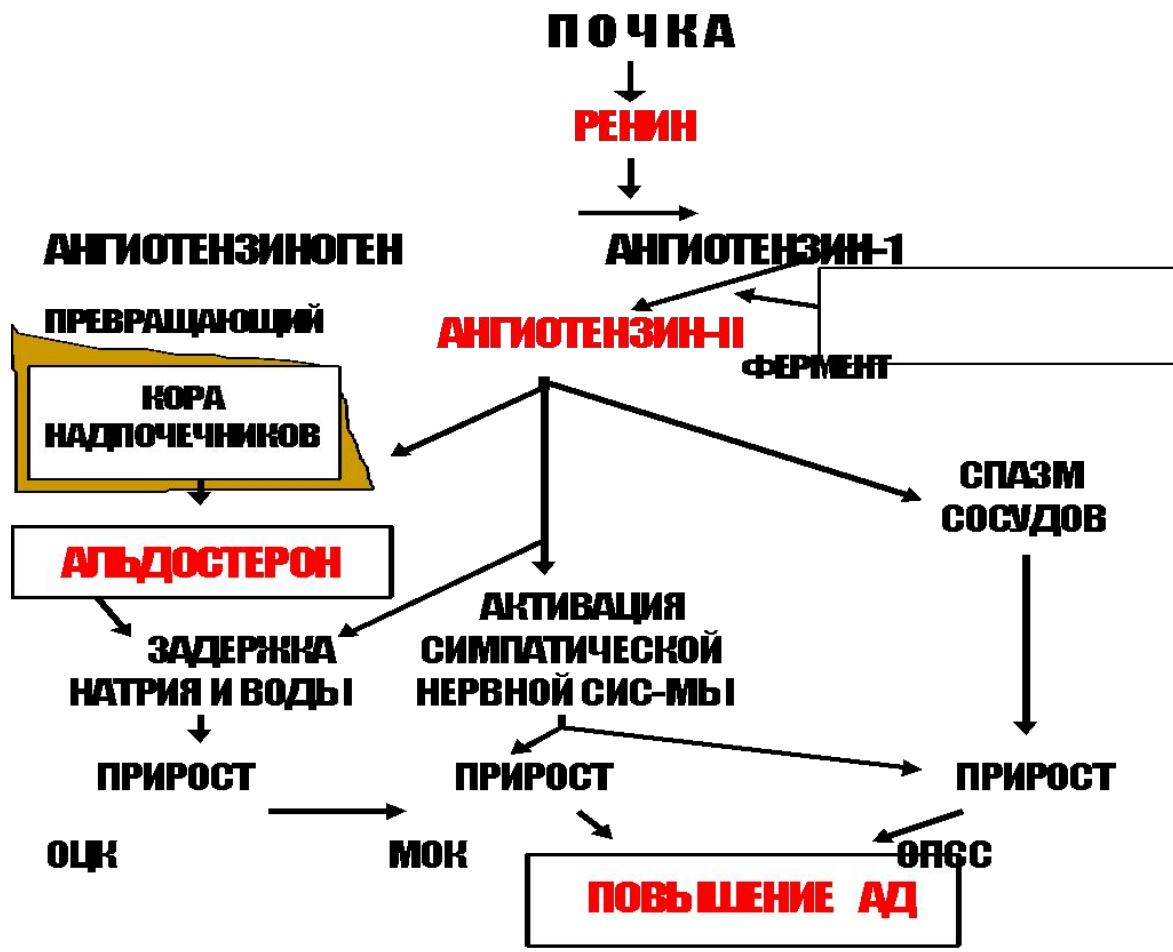 ПОЧКА
РЕНИН
АНГИОТЕНЗИНОГЕН АНГИОТЕНЗИН-1
ПРЕВРАЩАЮЩИЙ
АНГИОТЕНЗИН-II
ФЕРМЕНТ
КОРА
НАДПОЧЕЧНИКОВ
СПАЗМ
СОСУДОВ
АЛЬДОСТЕРОН
АКТИВАЦИЯ
СИМПАТИЧЕСКОЙ
НЕРВНОЙ СИС-МЫ
ЗАДЕРЖКА
НАТРИЯ И ВОДЫ
ПРИРОСТ ПРИРОСТ ПРИРОСТ
ОЦК МОК ОПСС
ПОВЫШЕНИЕ АД